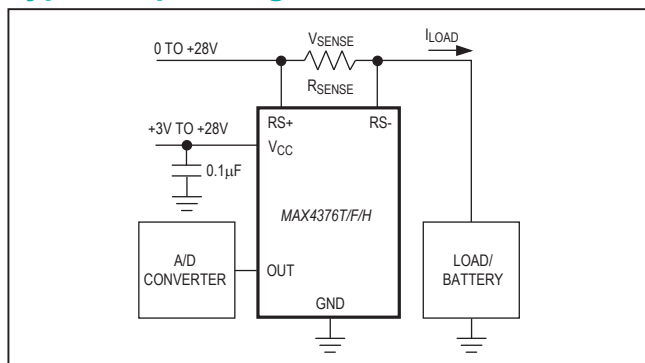 0 TO +28V
VSENSE
ILOAD
RSENSE
RS+
RS-
+3V TO +28V
VCC
0.1µF
MAX4376T/F/H
A/D
CONVERTER
OUT
LOAD/
BATTERY
GND